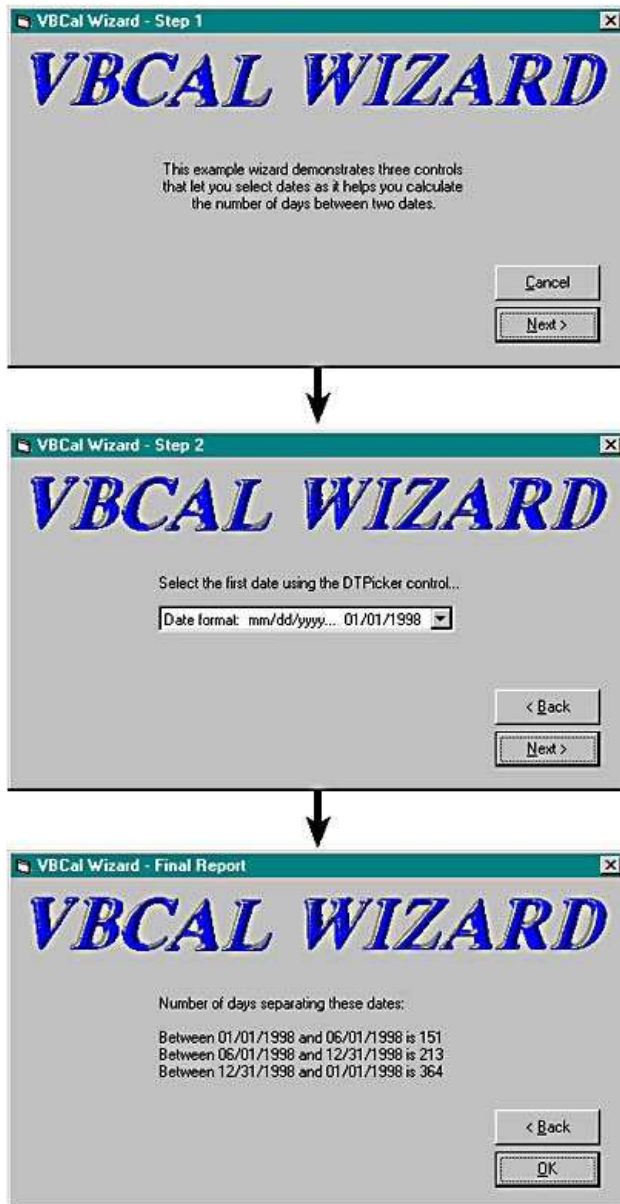 VBCal Wizard - Step 1
VBCAL WIZARD
This example wizard demonstrates three controls
that let you select dates as it helps you calculate
the number of days between two dates.
Cancel
Next >
VBCal Wizard - Step 2
VBCAL WIZARD
Select the first date using the DTPicker control...
Date format: mm/dd/yyyy... 01/01/1998
< Back
Next >
VBCal Wizard - Final Report
VBCAL WIZARD
Number of days separating these dates:
Between 01/01/1998 and 06/01/1998 is 151
Between 06/01/1998 and 12/31/1998 is 213
Between 12/31/1998 and 01/01/1998 is 364
< Back
OK